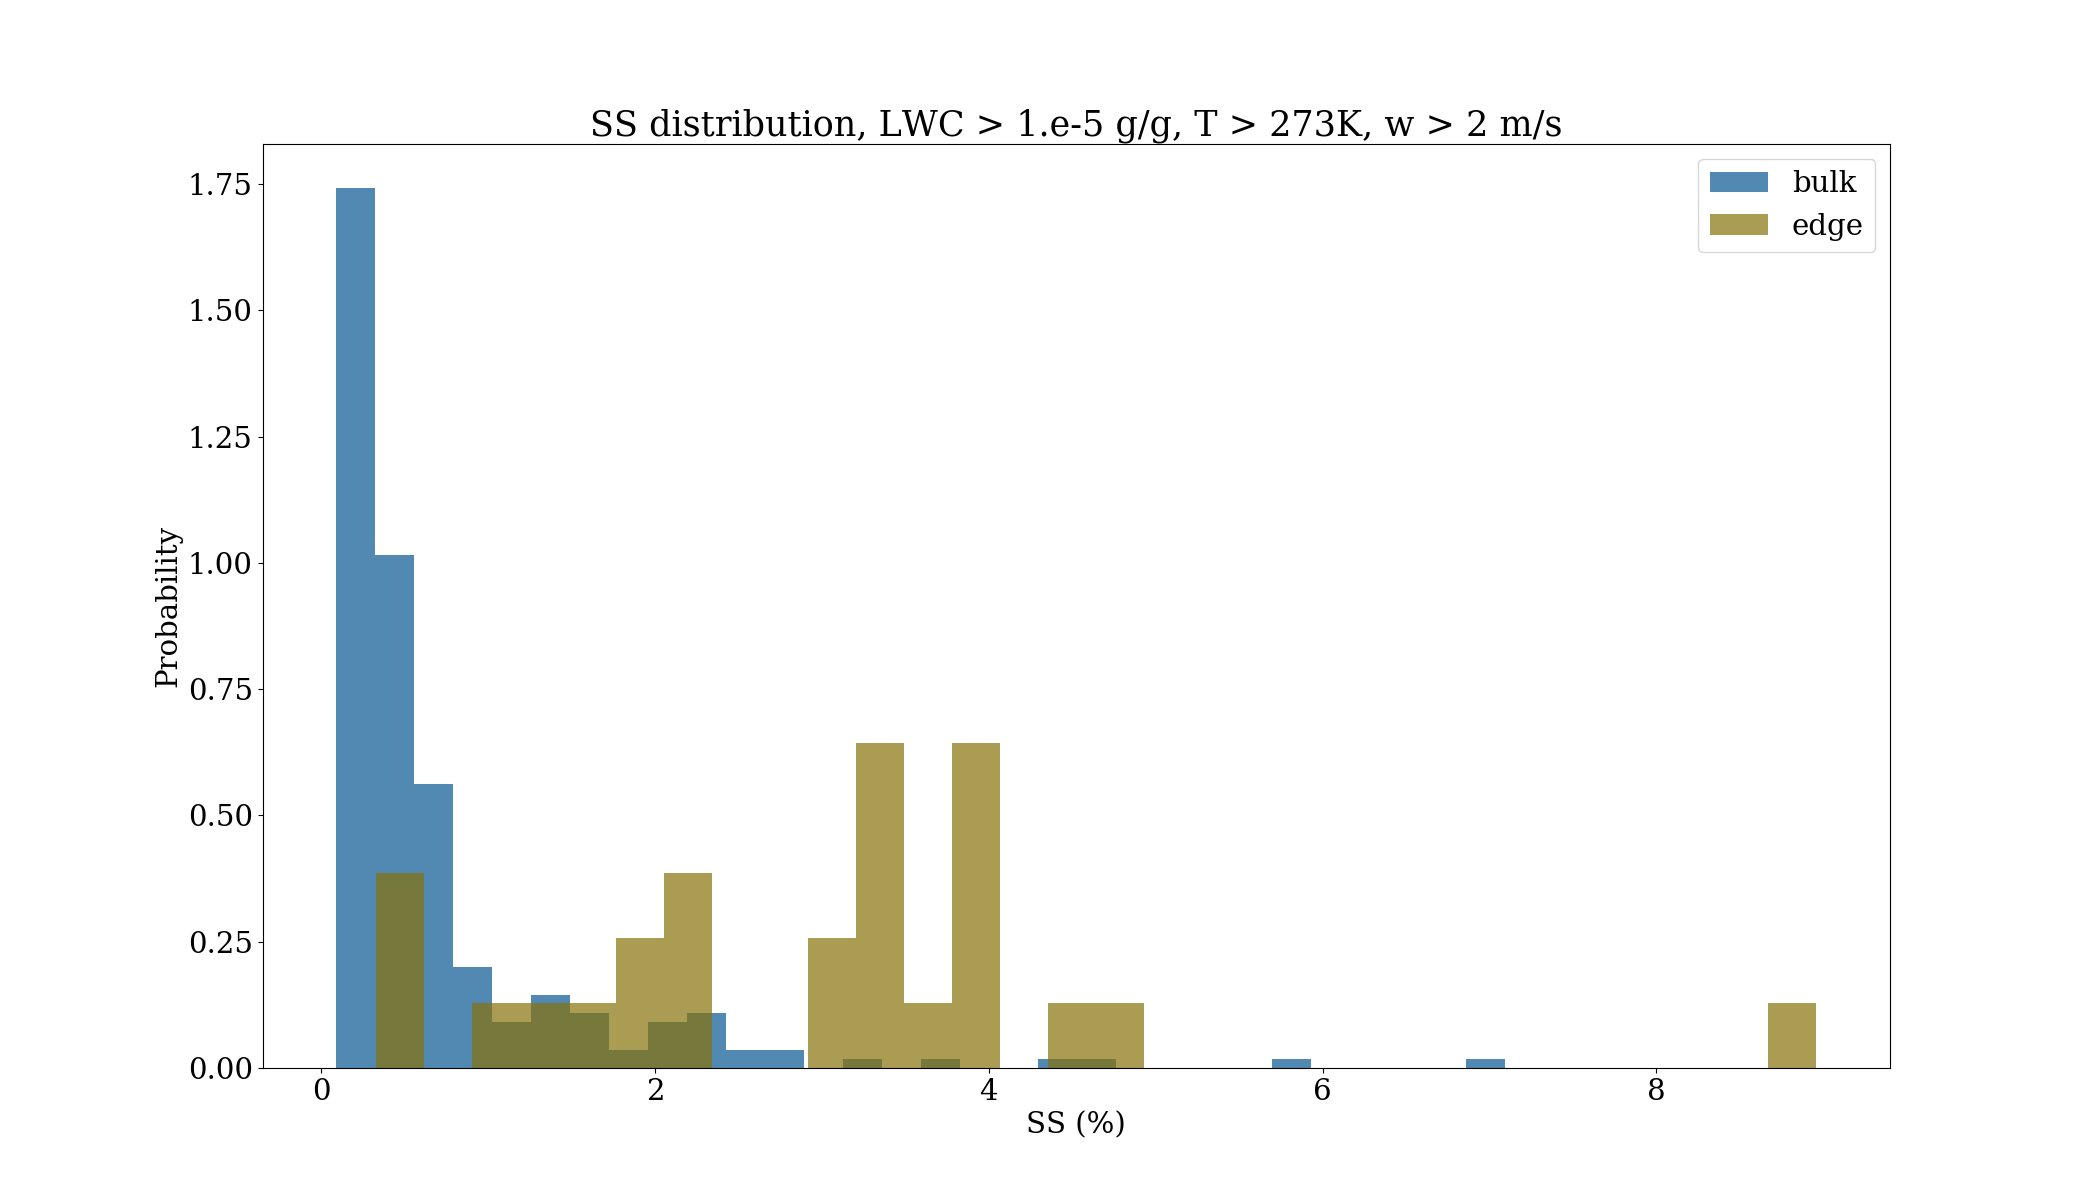 SS distribution, LWC > 1.e-5 g/g, T > 273K, w > 2 m/s
bulk
edge
Probability
1.75
1.50
1.25
1.00
0.75
0.50
0.25
0.00
0 2 4 6 8
SS (%)